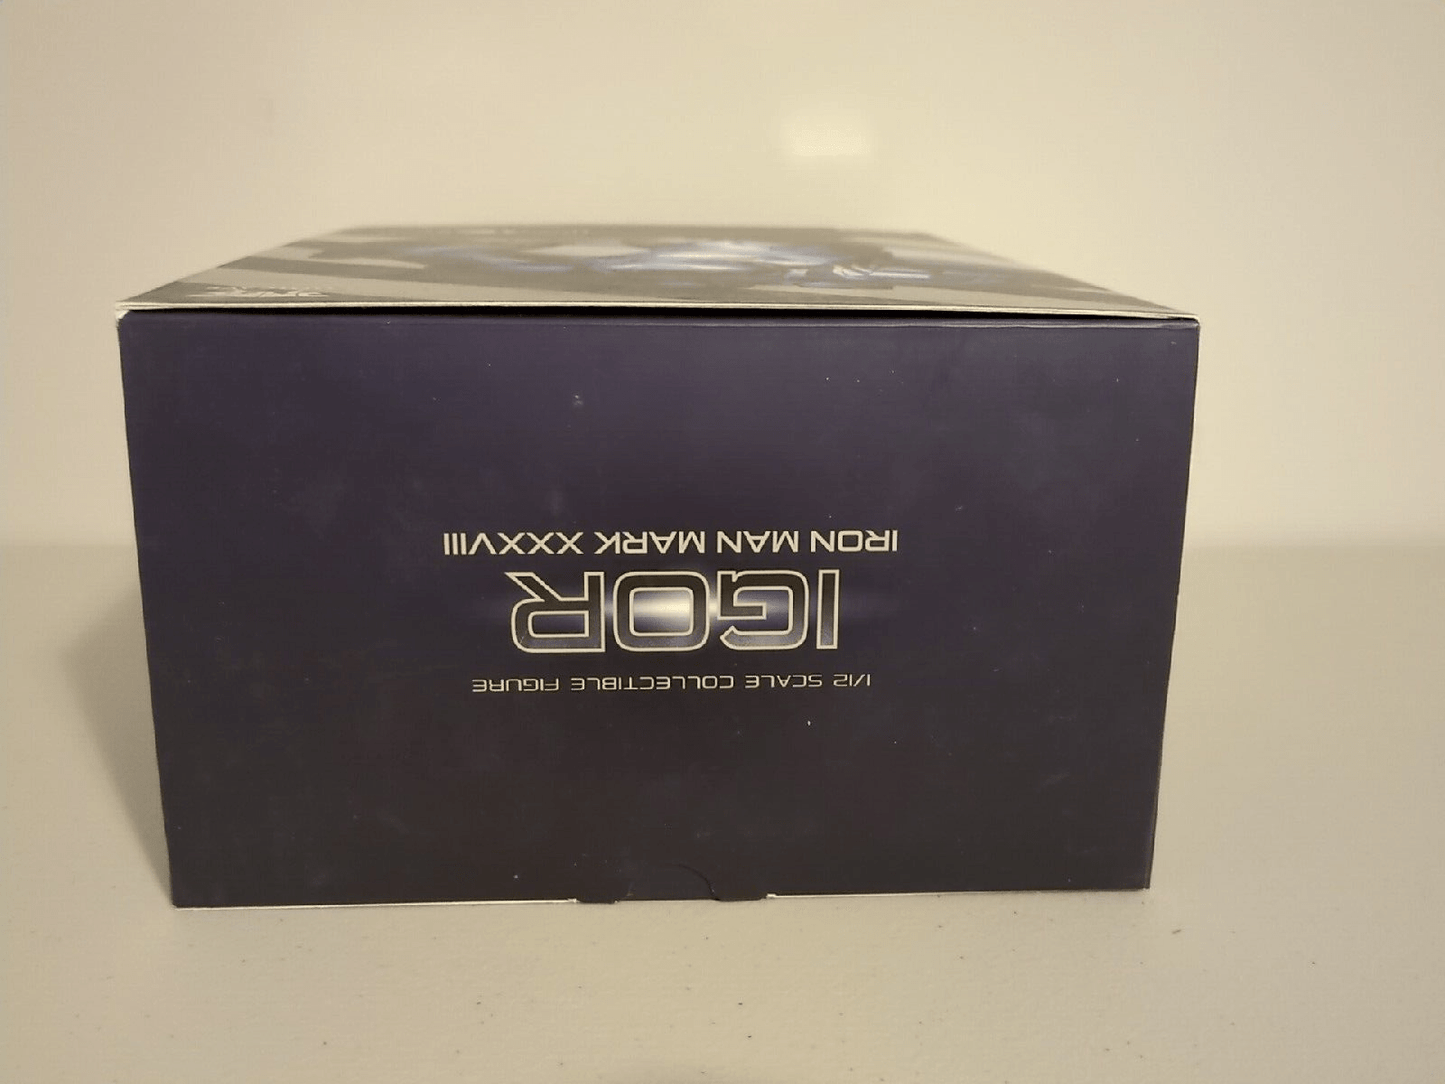 1/12 SCALE COLLECTIBLE FIGURE
IGOR
IRON MAN MARK XXXVIII